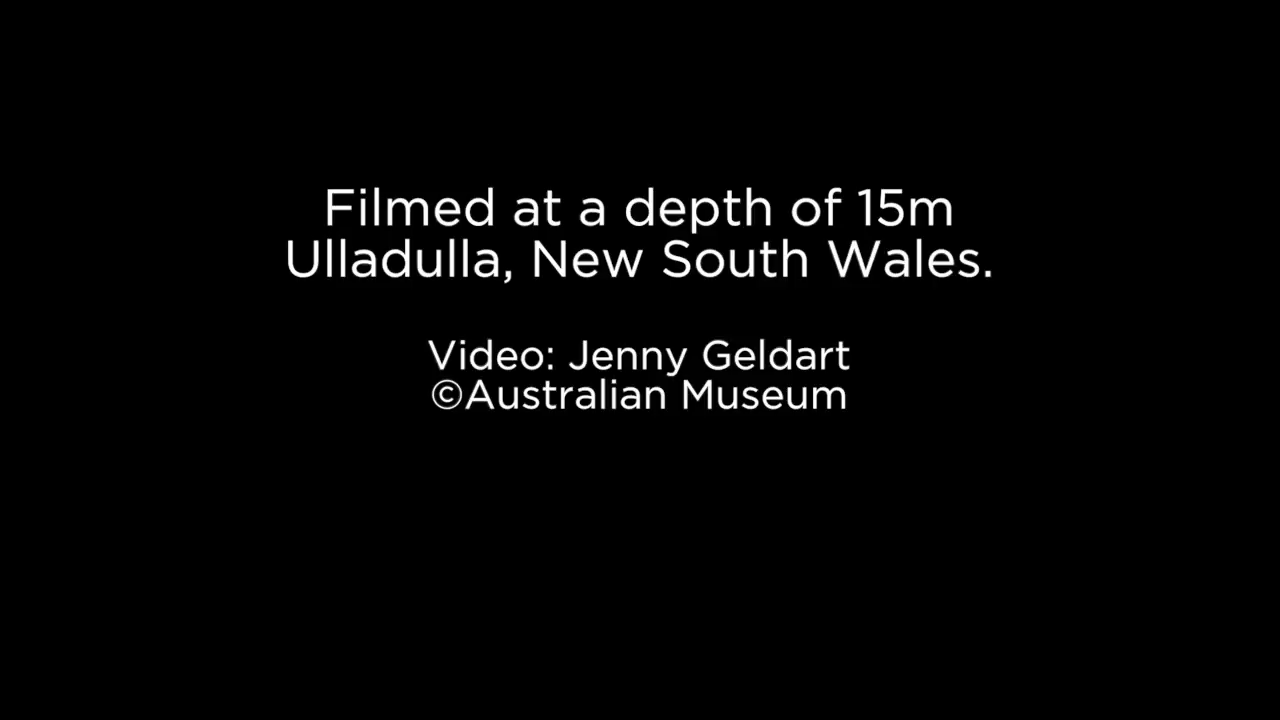 Filmed at a depth of 15m
Ulladulla, New South Wales.
Video: Jenny Geldart
©Australian Museum